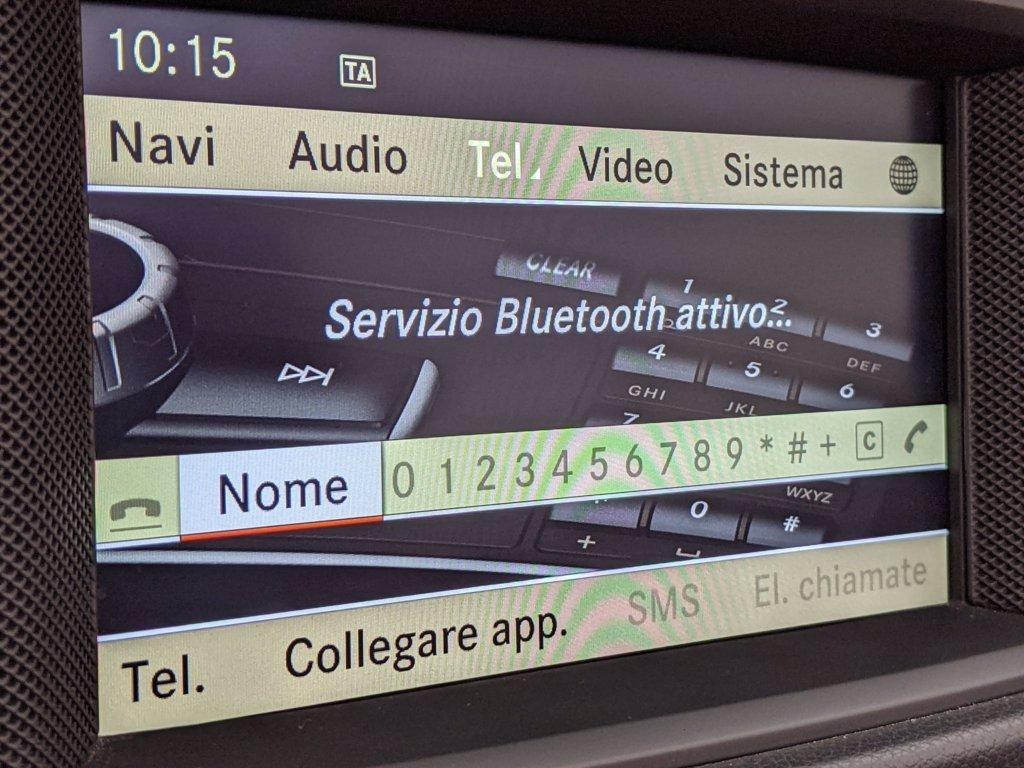 10:15 TA
Navi Audio Tel. Video Sistema
CLEAR
1 2 3
Servizio Bluetooth attivo...
ABC DEF
4 5 6
GHI JKL
7
Nome 0 1 2 3 4 5 6 7 8 9 * # + C
WXYZ
0 #
+
Tel. Collegare app. SMS El. chiamate